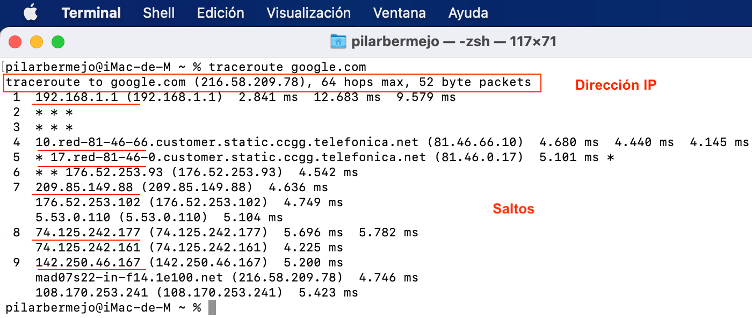 Terminal Shell Edición Visualización Ventana Ayuda
pilarbermejo — -zsh — 117×71
pilarbermejo@iMac-de-M ~ % traceroute google.com
traceroute to google.com (216.58.209.78), 64 hops max, 52 byte packets
Dirección IP
1 192.168.1.1 (192.168.1.1) 2.841 ms 12.683 ms 9.579 ms
2 * * *
3 * * *
4 10.red-81-46-66.customer.static.ccgg.telefonica.net (81.46.66.10) 4.680 ms 4.440 ms 4.145 ms
5 * 17.red-81-46-0.customer.static.ccgg.telefonica.net (81.46.0.17) 5.101 ms *
6 * * 176.52.253.93 (176.52.253.93) 4.542 ms
7 209.85.149.88 (209.85.149.88) 4.636 ms
176.52.253.102 (176.52.253.102) 4.749 ms
Saltos
5.53.0.110 (5.53.0.110) 5.104 ms
8 74.125.242.177 (74.125.242.177) 5.696 ms 5.782 ms
74.125.242.161 (74.125.242.161) 4.225 ms
9 142.250.46.167 (142.250.46.167) 5.200 ms
mad07s22-in-f14.1e100.net (216.58.209.78) 4.746 ms
108.170.253.241 (108.170.253.241) 5.423 ms
pilarbermejo@iMac-de-M ~ %